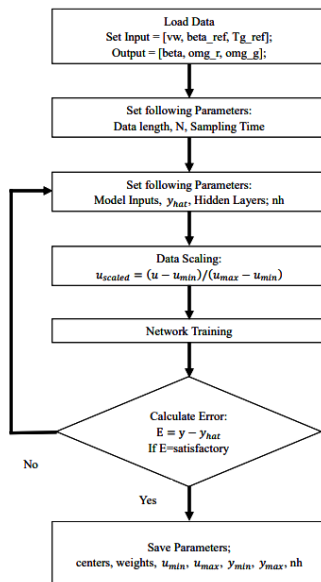 Load Data
Set Input = [vw, beta_ref, Tg_ref];
Output = [beta, omg_r, omg_g];
Set following Parameters:
Data length, N, Sampling Time
Set following Parameters:
Model Inputs, y_hat, Hidden Layers; nh
Data Scaling:
u_scaled = (u − u_min)/(u_max − u_min)
Network Training
Calculate Error:
E = y − y_hat
If E=satisfactory
No
Yes
Save Parameters;
centers, weights, u_min, u_max, y_min, y_max, nh